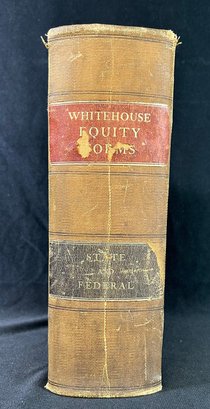 WHITEHOUSE
EQUITY
FORMS
STATE
AND
FEDERAL